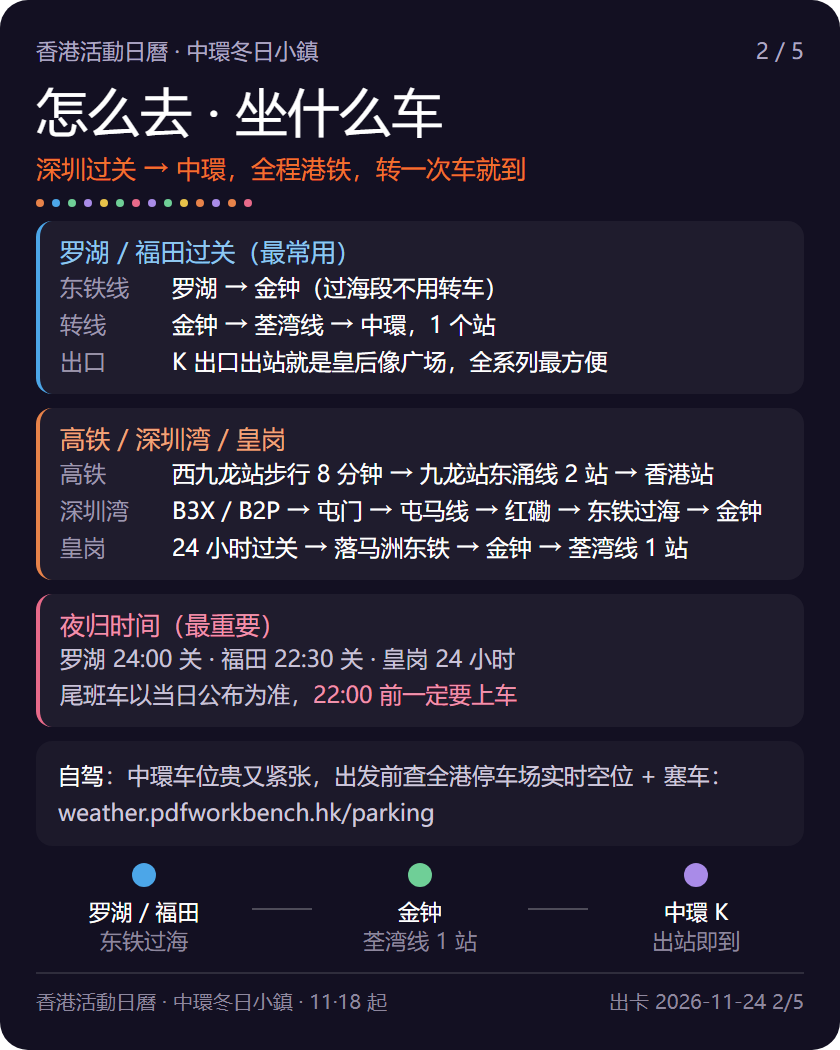 香港活動日曆 · 中環冬日小鎮 2 / 5
怎么去 · 坐什么车
深圳过关 → 中環，全程港铁，转一次车就到
罗湖 / 福田过关（最常用）
东铁线 罗湖 → 金钟（过海段不用转车）
转线 金钟 → 荃湾线 → 中環，1 个站
出口 K 出口出站就是皇后像广场，全系列最方便
高铁 / 深圳湾 / 皇岗
高铁 西九龙站步行 8 分钟 → 九龙站东涌线 2 站 → 香港站
深圳湾 B3X / B2P → 屯门 → 屯马线 → 红磡 → 东铁过海 → 金钟
皇岗 24 小时过关 → 落马洲东铁 → 金钟 → 荃湾线 1 站
夜归时间（最重要）
罗湖 24:00 关 · 福田 22:30 关 · 皇岗 24 小时
尾班车以当日公布为准，22:00 前一定要上车
自驾：中環车位贵又紧张，出发前查全港停车场实时空位 + 塞车：
weather.pdfworkbench.hk/parking
罗湖 / 福田 金钟 中環 K
东铁过海 荃湾线 1 站 出站即到
香港活動日曆 · 中環冬日小鎮 · 11·18 起 出卡 2026-11-24 2/5